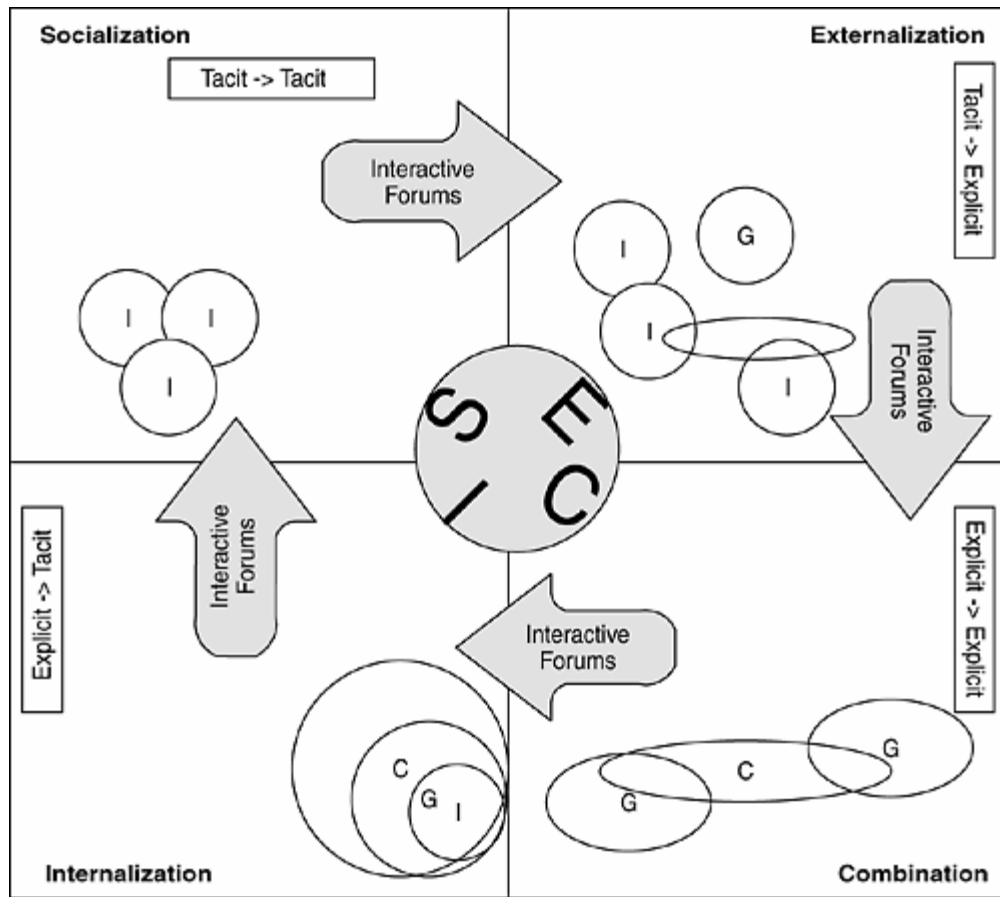 Socialization
Tacit -> Tacit
Interactive
Forums
I
I
I
Externalization
Tacit -> Explicit
I
G
I
I
Interactive
Forums
S
E
I
C
Explicit -> Tacit
Interactive
Forums
C
G
I
Internalization
Interactive
Forums
Explicit -> Explicit
G
C
G
Combination